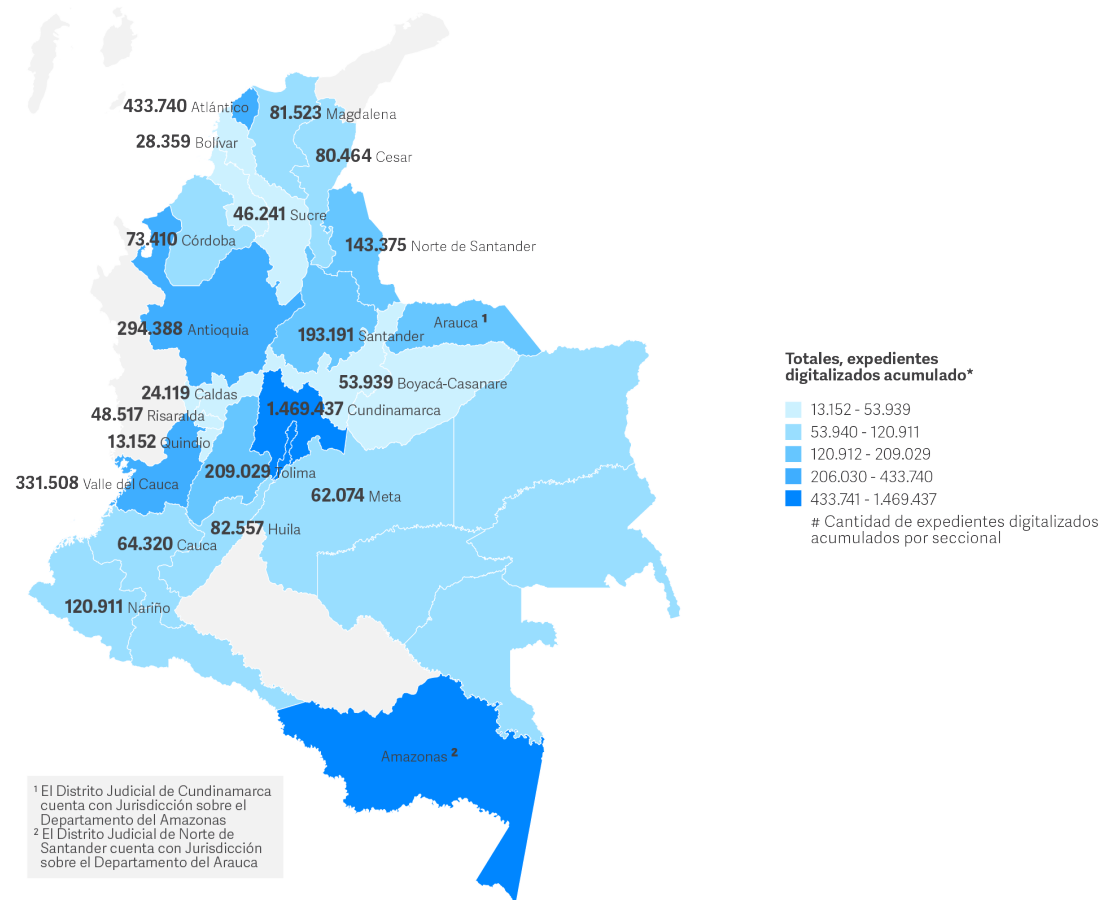 433.740 Atlántico
81.523 Magdalena
28.359 Bolívar
80.464 Cesar
46.241 Sucre
73.410 Córdoba
143.375 Norte de Santander
Arauca 1
294.388 Antioquía
193.191 Santander
53.939 Boyacá-Casanare
24.119 Caldas
1.469.437 Cundinamarca
48.517 Risaralda
13.152 Quindio
209.029 Tolima
331.508 Valle del Cauca
62.074 Meta
82.557 Huila
64.320 Cauca
120.911 Nariño
Amazonas 2
Totales, expedientes
digitalizados acumulado*
13.152 - 53.939
53.940 - 120.911
120.912 - 209.029
206.030 - 433.740
433.741 - 1.469.437
# Cantidad de expedientes digitalizados
acumulados por seccional
1 El Distrito Judicial de Cundinamarca
cuenta con Jurisdicción sobre el
Departamento del Amazonas
2 El Distrito Judicial de Norte de
Santander cuenta con Jurisdicción
sobre el Departamento del Arauca